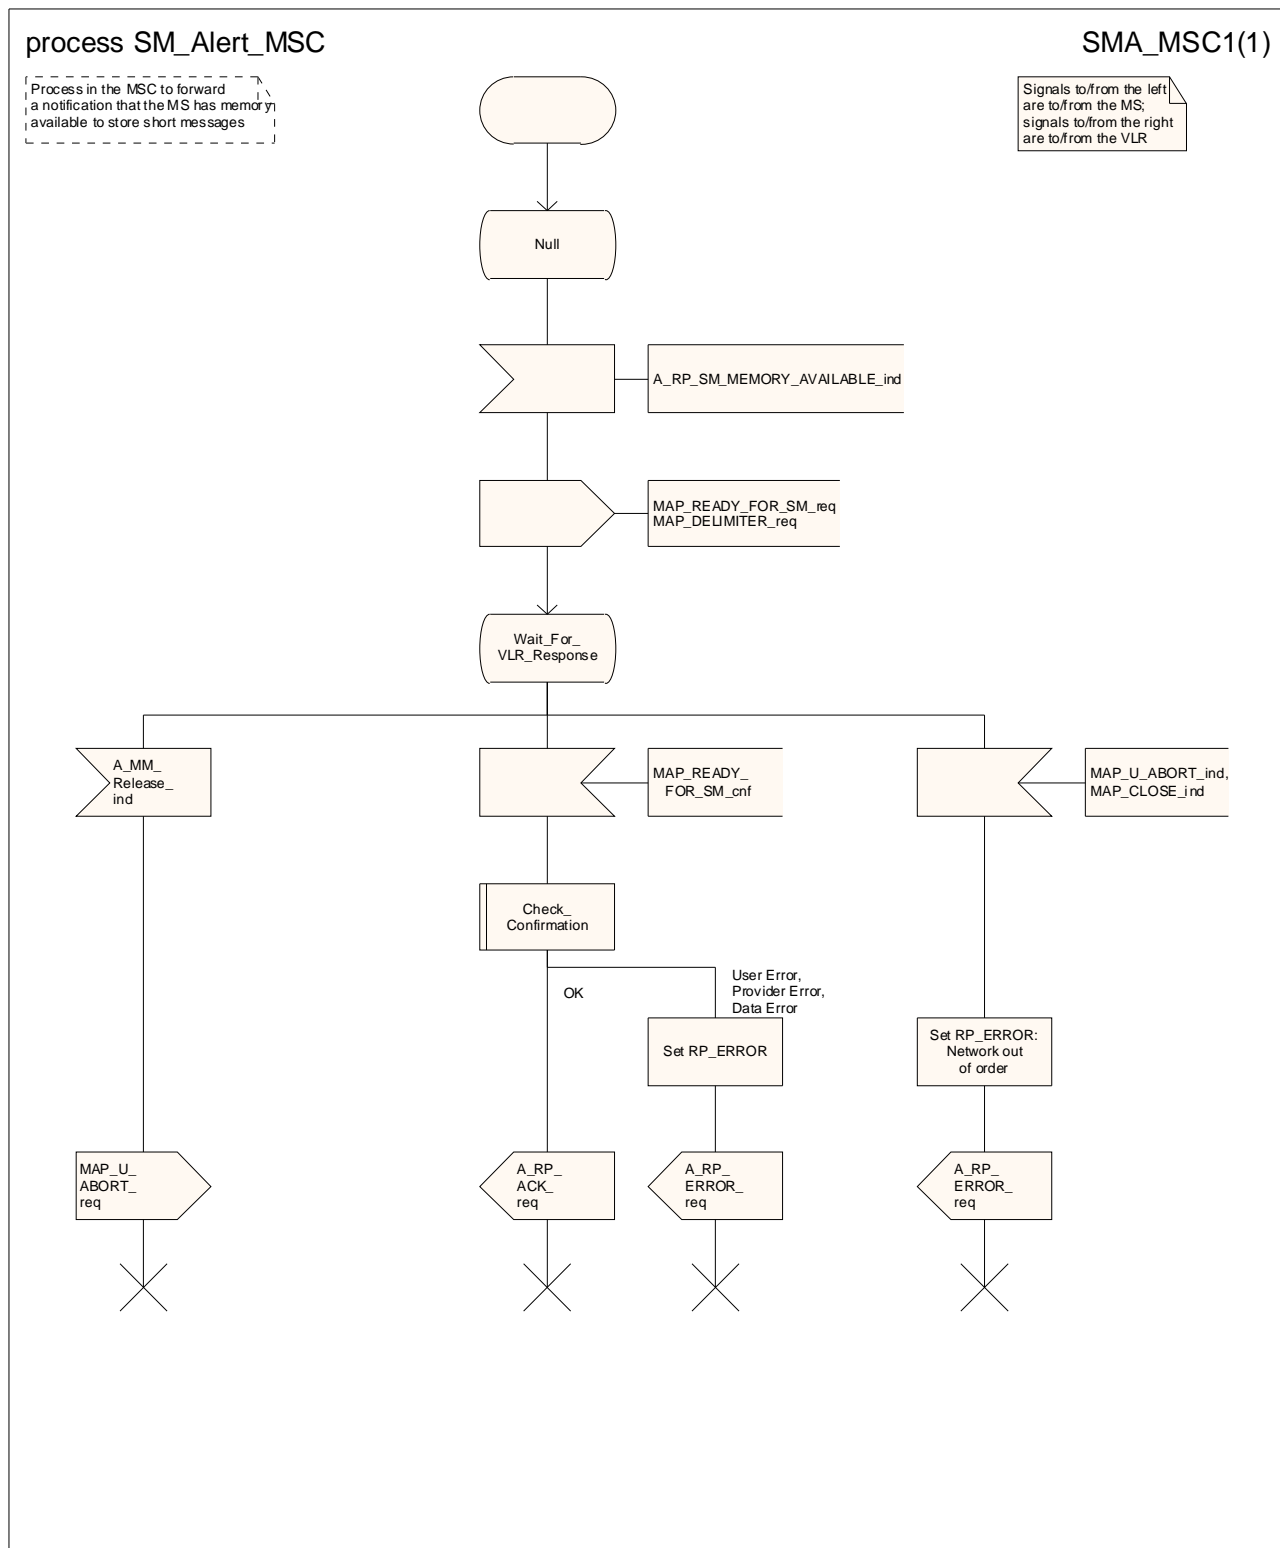 process SM_Alert_MSC
SMA_MSC1(1)
Process in the MSC to forward
a notification that the MS has memory
available to store short messages
Signals to/from the left
are to/from the MS;
signals to/from the right
are to/from the VLR
Null
A_RP_SM_MEMORY_AVAILABLE_ind
MAP_READY_FOR_SM_req
MAP_DELIMITER_req
Wait_For_
VLR_Response
A_MM_
Release_
ind
MAP_READY_
FOR_SM_cnf
MAP_U_ABORT_ind,
MAP_CLOSE_ind
Check_
Confirmation
OK
User Error,
Provider Error,
Data Error
Set RP_ERROR
Set RP_ERROR:
Network out
of order
MAP_U_
ABORT_
req
A_RP_
ACK_
req
A_RP_
ERROR_
req
A_RP_
ERROR_
req